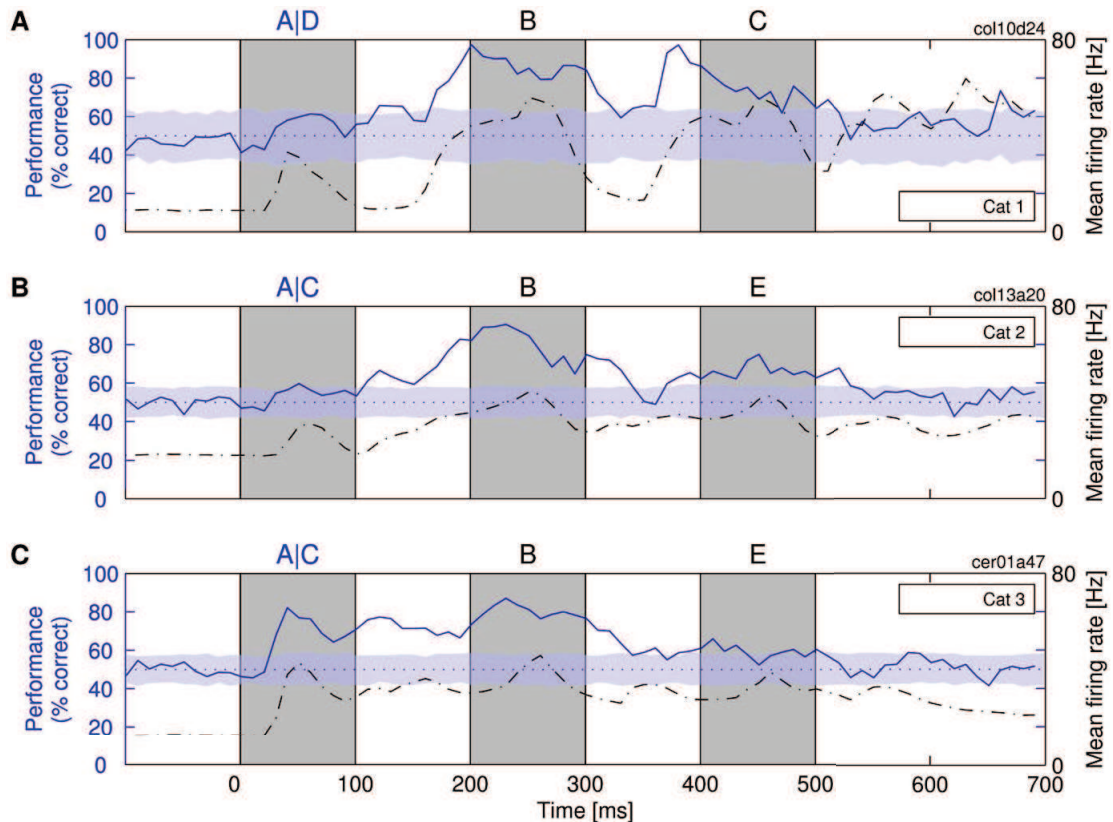 A
A|D
B
C
col10d24
100
80
60
40
20
0
Performance
(% correct)
80
0
Mean firing rate [Hz]
Cat 1
B
A|C
B
E
col13a20
100
80
60
40
20
0
Performance
(% correct)
80
0
Mean firing rate [Hz]
Cat 2
C
A|C
B
E
cer01a47
100
80
60
40
20
0
Performance
(% correct)
80
0
Mean firing rate [Hz]
Cat 3
0 100 200 300 400 500 600 700
Time [ms]